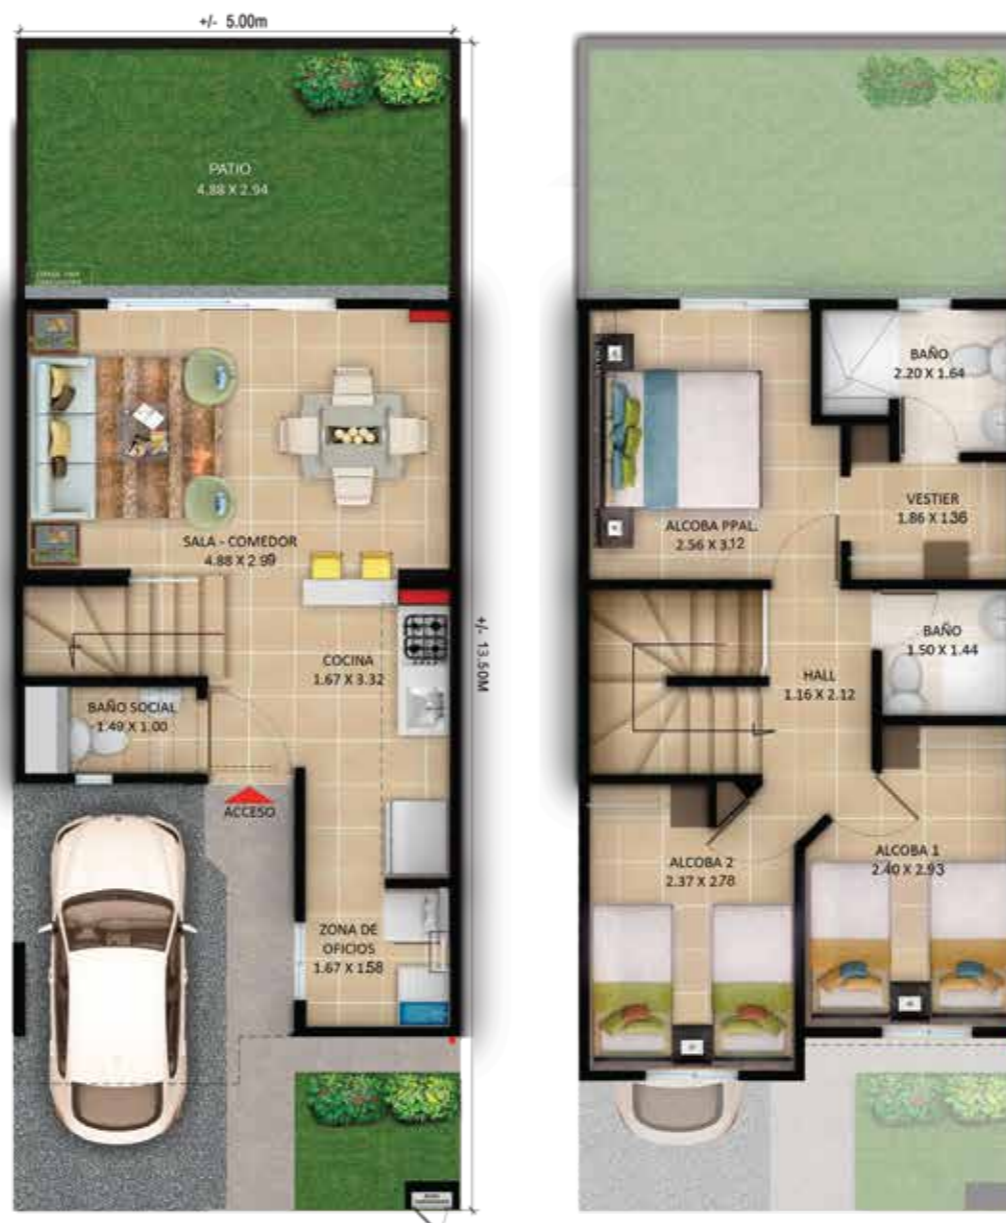 +/- 5.00m
PATIO
4.88 X 2.94
SALA - COMEDOR
4.88 X 2.99
COCINA
1.67 X 3.32
+/- 13.50M
BAÑO SOCIAL
1.49 X 1.00
ACCESO
ZONA DE
OFICIOS
1.67 X 1.58
BAÑO
2.20 X 1.64
VESTIER
1.86 X 1.36
ALCOBA PPAL.
2.56 X 3.12
BAÑO
1.50 X 1.44
HALL
1.16 X 2.12
ALCOBA 1
2.40 X 2.93
ALCOBA 2
2.37 X 2.78